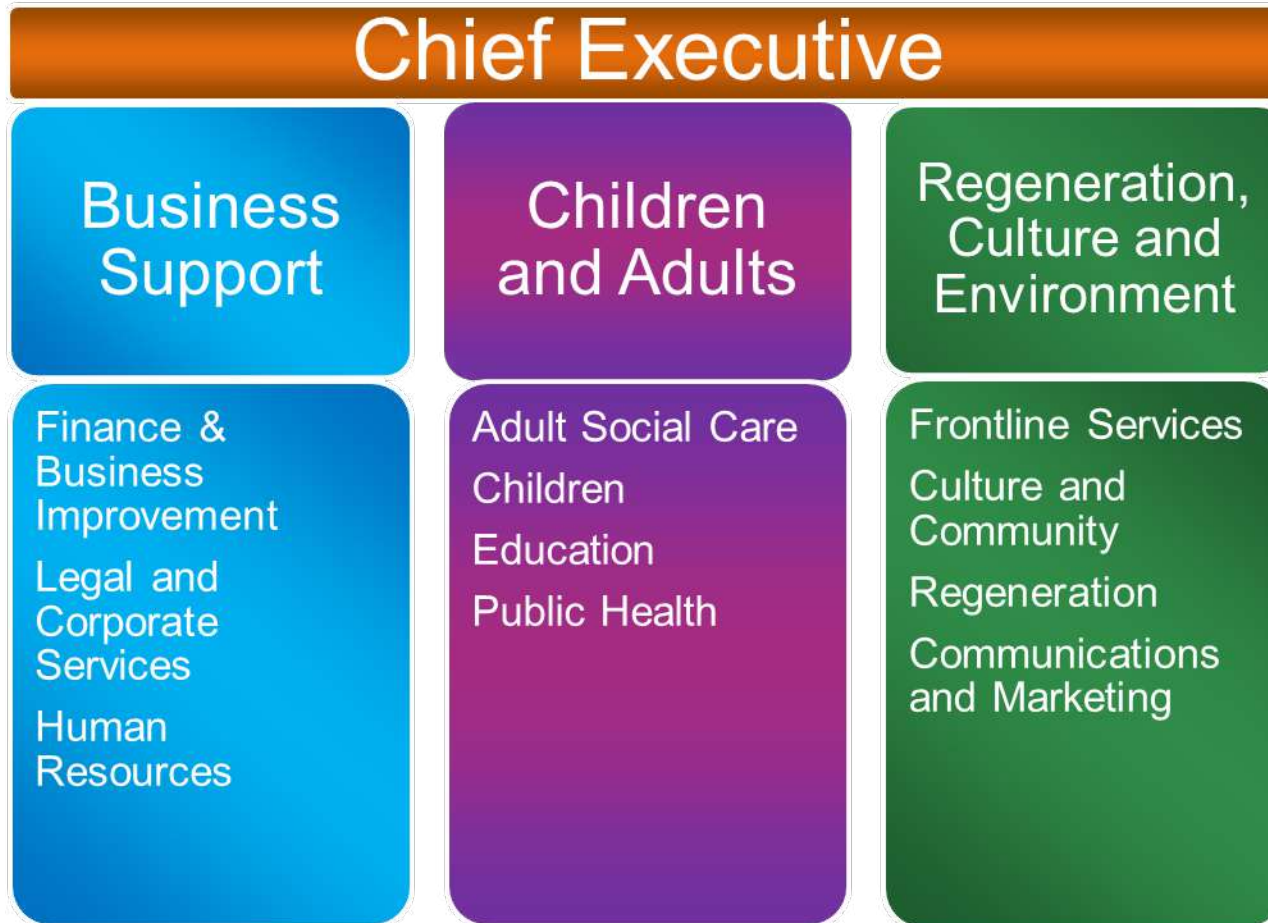 Chief Executive
Business
Support
Children
and Adults
Regeneration,
Culture and
Environment
Finance &
Business
Improvement
Legal and
Corporate
Services
Human
Resources
Adult Social Care
Children
Education
Public Health
Frontline Services
Culture and
Community
Regeneration
Communications
and Marketing